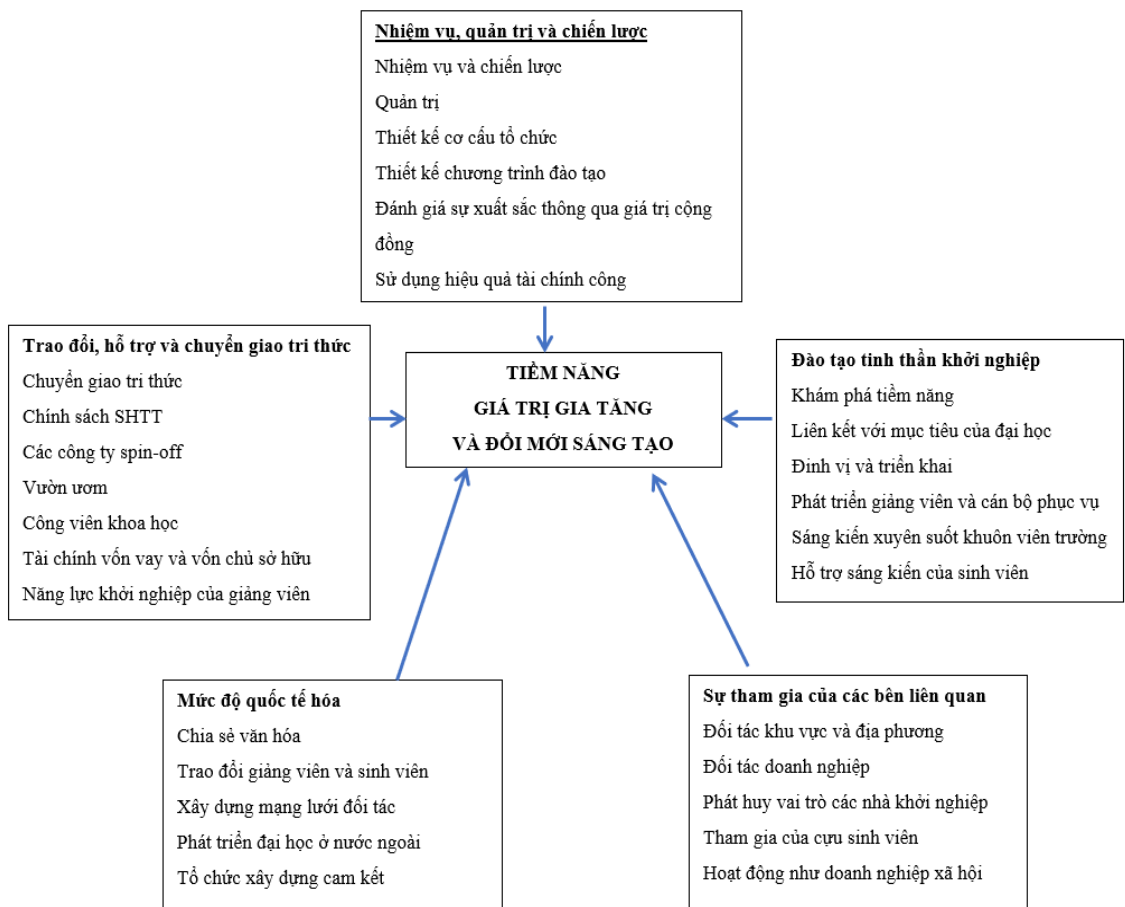 Nhiệm vụ, quản trị và chiến lược
Nhiệm vụ và chiến lược
Quản trị
Thiết kế cơ cấu tổ chức
Thiết kế chương trình đào tạo
Đánh giá sự xuất sắc thông qua giá trị cộng
đồng
Sử dụng hiệu quả tài chính công
Trao đổi, hỗ trợ và chuyển giao tri thức
Chuyển giao tri thức
Chính sách SHTT
Các công ty spin-off
Vườn ươm
Công viên khoa học
Tài chính vốn vay và vốn chủ sở hữu
Năng lực khởi nghiệp của giảng viên
TIỀM NĂNG
GIÁ TRỊ GIA TĂNG
VÀ ĐỔI MỚI SÁNG TẠO
Đào tạo tinh thần khởi nghiệp
Khám phá tiềm năng
Liên kết với mục tiêu của đại học
Đinh vị và triển khai
Phát triển giảng viên và cán bộ phục vụ
Sáng kiến xuyên suốt khuôn viên trường
Hỗ trợ sáng kiến của sinh viên
Mức độ quốc tế hóa
Chia sẻ văn hóa
Trao đổi giảng viên và sinh viên
Xây dựng mạng lưới đối tác
Phát triển đại học ở nước ngoài
Tổ chức xây dựng cam kết
Sự tham gia của các bên liên quan
Đối tác khu vực và địa phương
Đối tác doanh nghiệp
Phát huy vai trò các nhà khởi nghiệp
Tham gia của cựu sinh viên
Hoạt động như doanh nghiệp xã hội